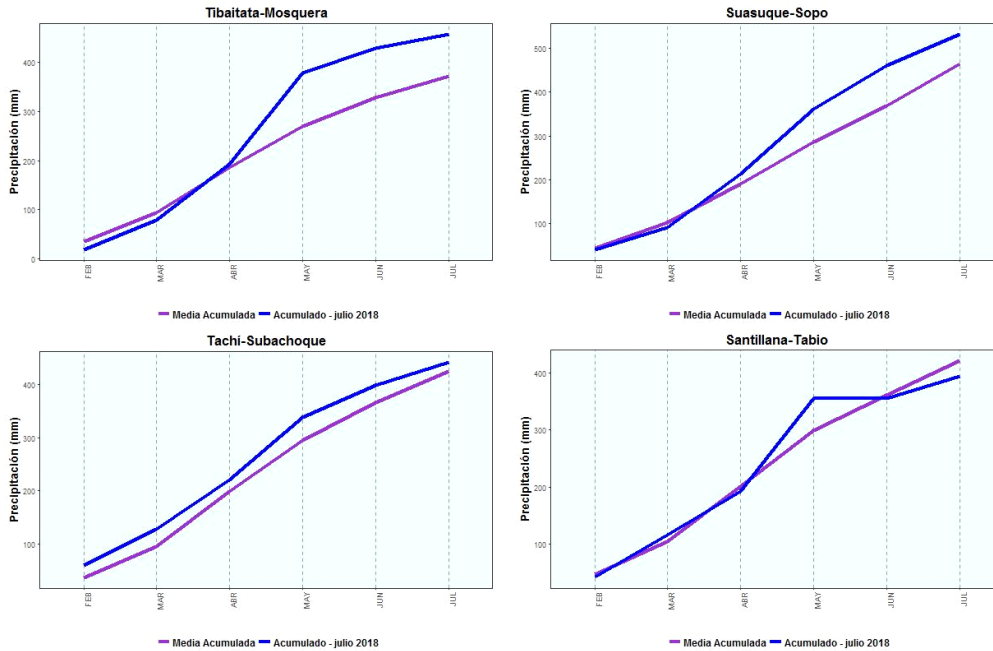 Tibaitata-Mosquera
Precipitación (mm)
400
300
200
100
0
FEB
MAR
ABR
MAY
JUN
JUL
Media Acumulada Acumulado - julio 2018
Suasuque-Sopo
Precipitación (mm)
500
400
300
200
100
FEB
MAR
ABR
MAY
JUN
JUL
Media Acumulada Acumulado - julio 2018
Tachí-Subachoque
Precipitación (mm)
400
300
200
100
FEB
MAR
ABR
MAY
JUN
JUL
Media Acumulada Acumulado - julio 2018
Santillana-Tabio
Precipitación (mm)
400
300
200
100
FEB
MAR
ABR
MAY
JUN
JUL
Media Acumulada Acumulado - julio 2018